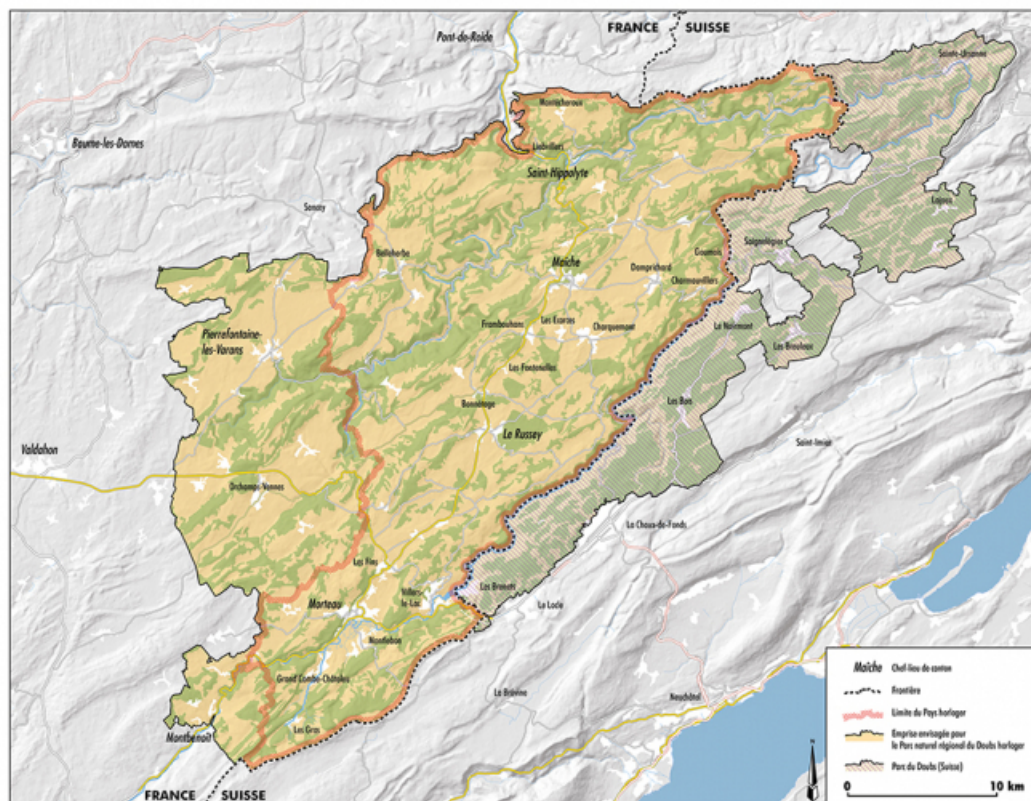 FRANCE SUISSE
Pont-de-Roide
Sainte-Ursanne
Montécheroux
Baume-les-Dames
Liebvillers
Saint-Hippolyte
Lajoux
Sancey
Saignelégier
Belleherbe
Goumois
Maîche
Damprichard
Charmauvillers
Le Noirmont
Frambouhans
Les Ecorces
Charquemont
Pierrefontaine-
les-Varans
Les Breuleux
Les Fontenelles
Bonnétage
Les Bois
Le Russey
Saint-Imier
Valdahon
Orchamps-Vennes
La Chaux-de-Fonds
Les Fins
Villers-
le-Lac
Les Brenets
Le Locle
Morteau
Montlebon
Grand Combe-Châteleu
La Brévine
Neuchâtel
Les Gras
Montbenoît
FRANCE SUISSE
Maîche Chef-lieu de canton
Frontière
Limite du Pays horloger
Emprise envisagée pour
le Parc naturel régional du Doubs horloger
Parc du Doubs (Suisse)
N
0 10 km